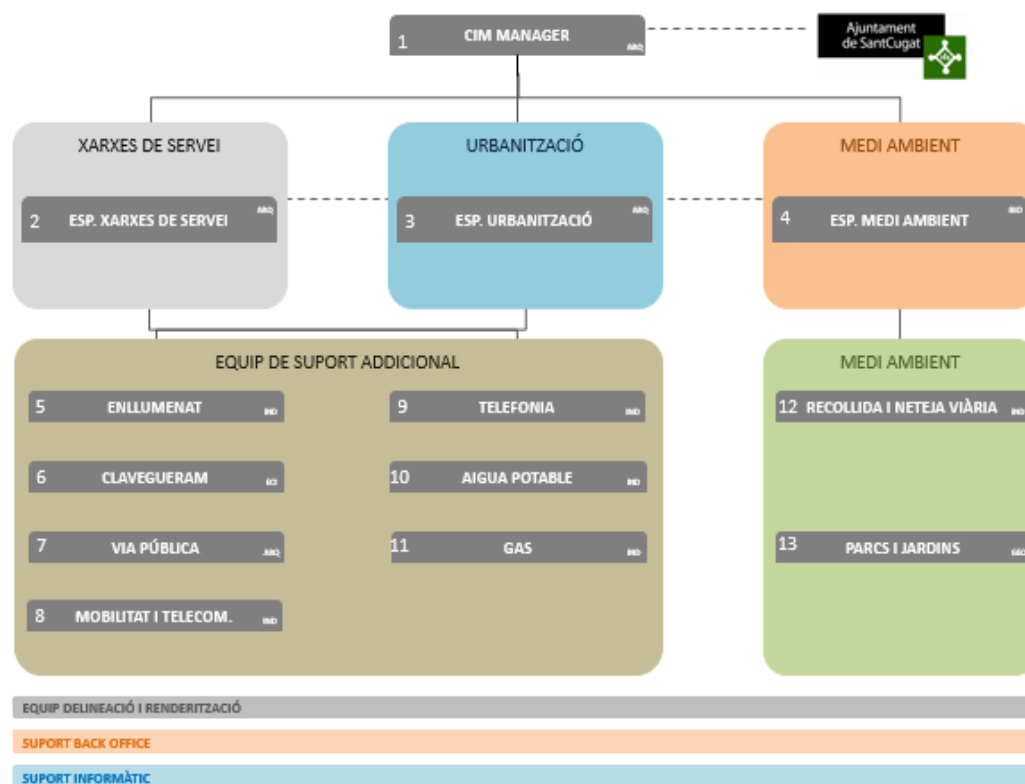 1 CIM MANAGER ARQ
Ajuntament
de SantCugat
XARXES DE SERVEI
URBANITZACIÓ
MEDI AMBIENT
2 ESP. XARXES DE SERVEI ARQ
3 ESP. URBANITZACIÓ ARQ
4 ESP. MEDI AMBIENT IND
EQUIP DE SUPORT ADDICIONAL
5 ENLLUMENAT IND
6 CLAVEGUERAM
7 VIA PÚBLICA ARQ
8 MOBILITAT I TELECOM. IND
9 TELEFONIA IND
10 AIGUA POTABLE IND
11 GAS IND
MEDI AMBIENT
12 RECOLLIDA I NETEJA VIÀRIA IND
13 PARCS I JARDINS GEO
EQUIP DELINEACIÓ I RENDERITZACIÓ
SUPORT BACK OFFICE
SUPORT INFORMÀTIC